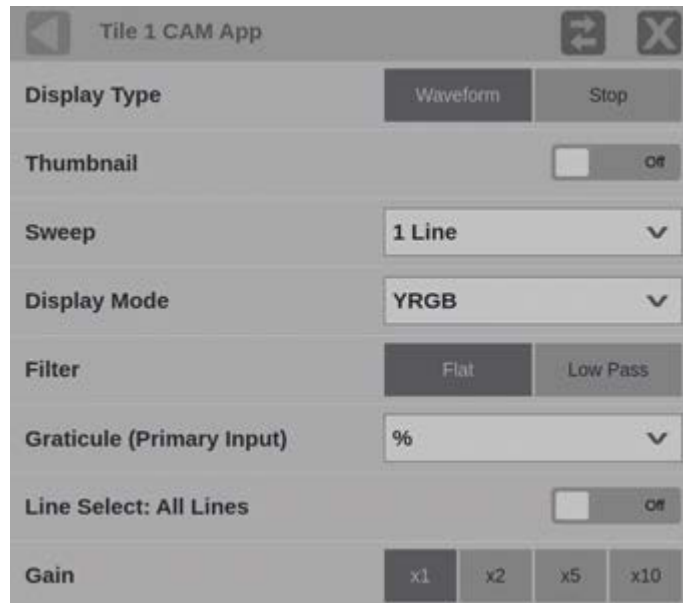 Tile 1 CAM App
Display Type Waveform Stop
Thumbnail Off
Sweep 1 Line
Display Mode YRGB
Filter Flat Low Pass
Graticule (Primary Input) %
Line Select: All Lines Off
Gain x1 x2 x5 x10